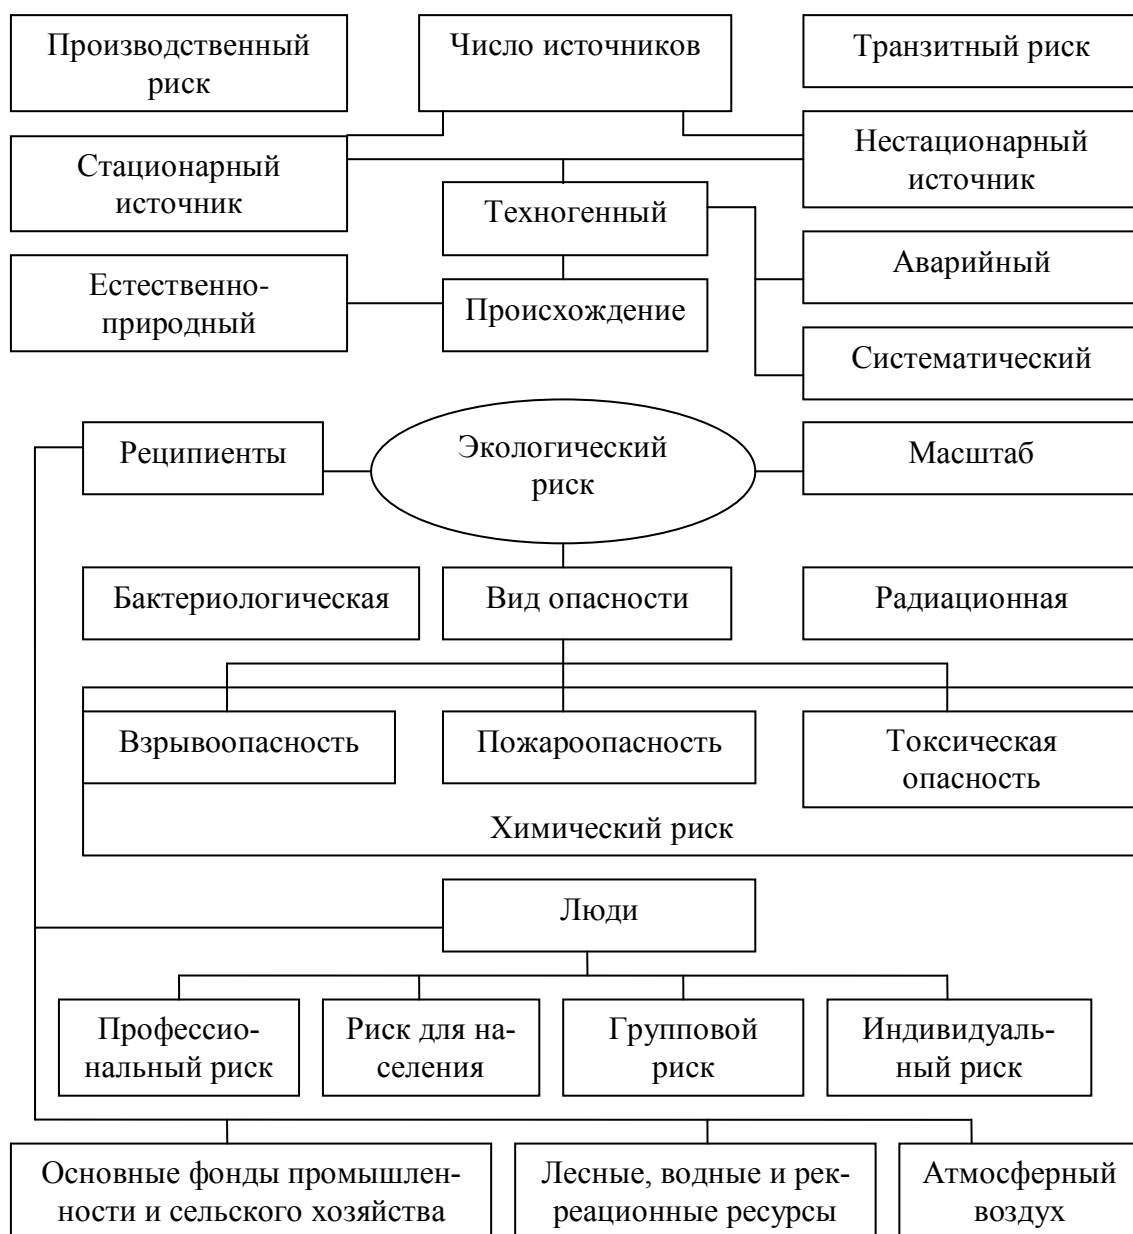 Производственный
риск
Число источников
Транзитный риск
Стационарный
источник
Нестационарный
источник
Техногенный
Аварийный
Естественно-
природный
Происхождение
Систематический
Реципиенты
Экологический
риск
Масштаб
Бактериологическая
Вид опасности
Радиационная
Взрывоопасность
Пожароопасность
Токсическая
опасность
Химический риск
Люди
Профессио-
нальный риск
Риск для на-
селения
Групповой
риск
Индивидуаль-
ный риск
Основные фонды промышлен-
ности и сельского хозяйства
Лесные, водные и рек-
реационные ресурсы
Атмосферный
воздух